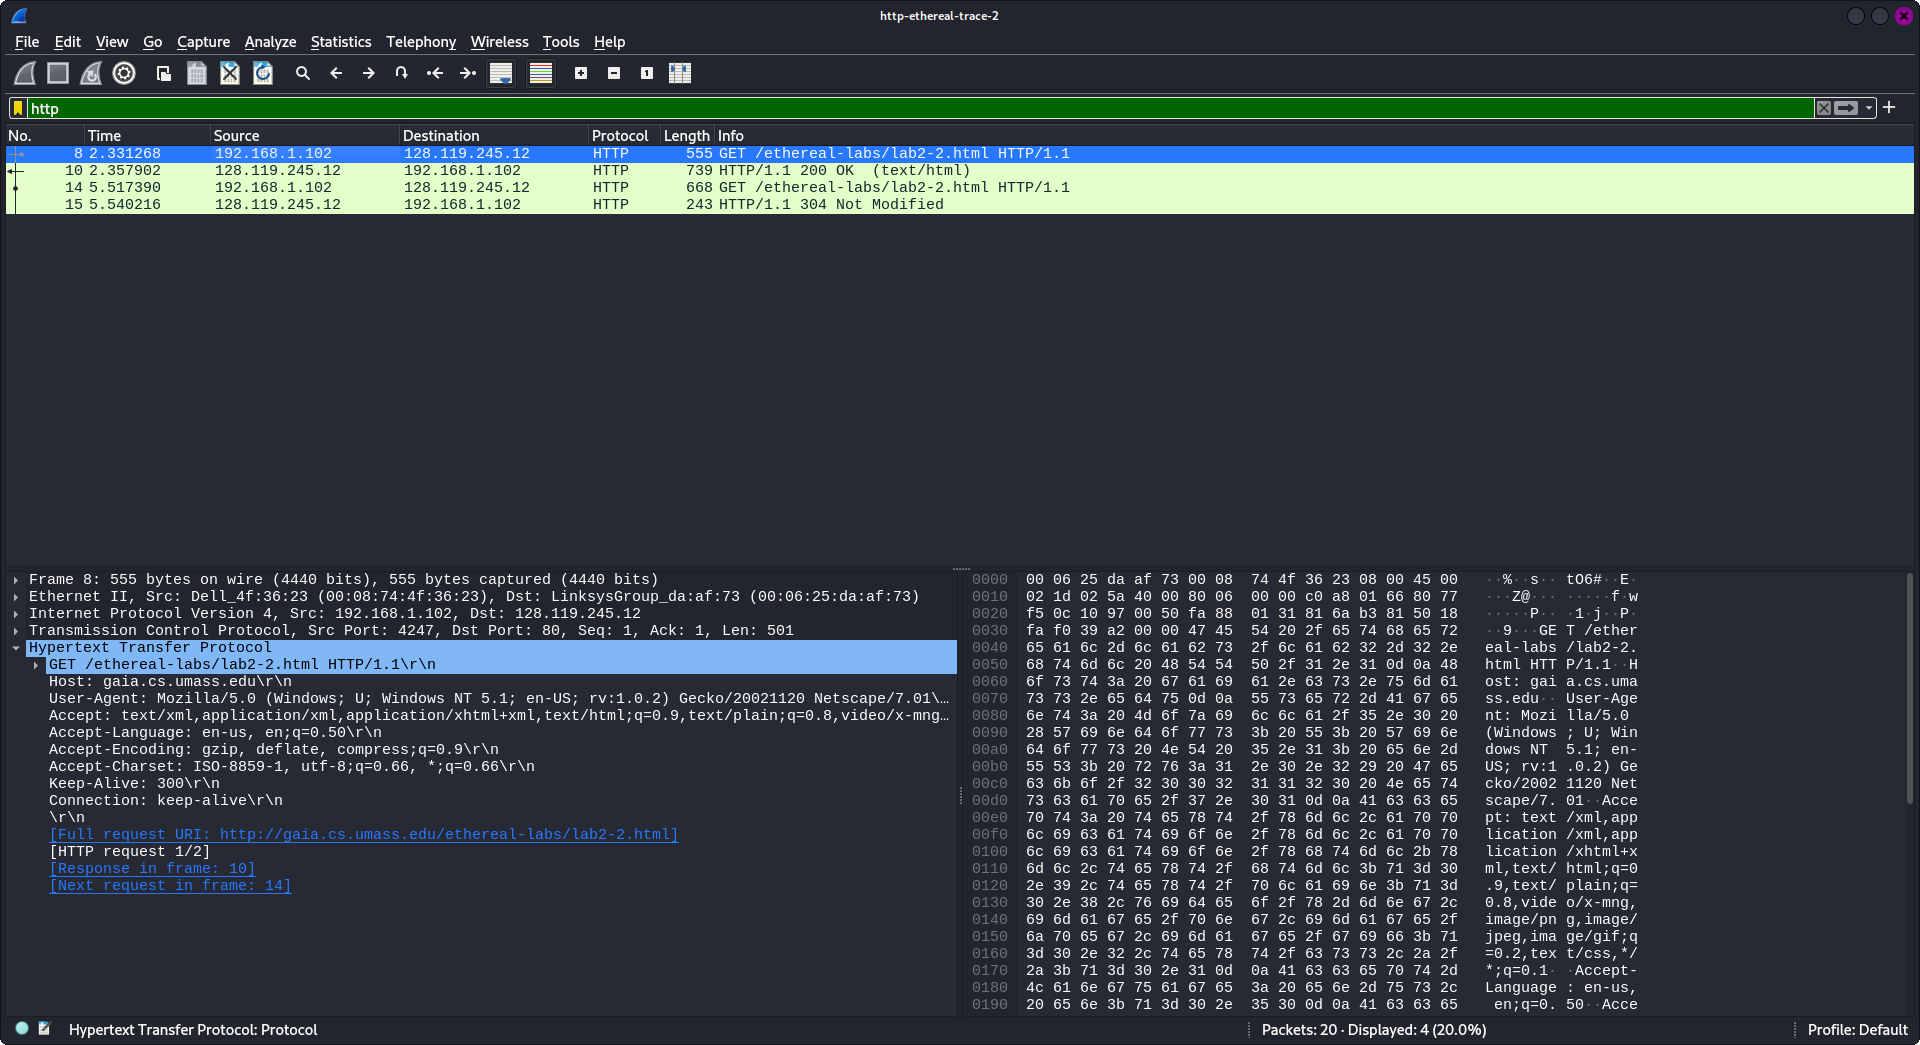 http-ethereal-trace-2
File Edit View Go Capture Analyze Statistics Telephony Wireless Tools Help
http
No. Time Source Destination Protocol Length Info
8 2.331268 192.168.1.102 128.119.245.12 HTTP 555 GET /ethereal-labs/lab2-2.html HTTP/1.1
10 2.357902 128.119.245.12 192.168.1.102 HTTP 739 HTTP/1.1 200 OK  (text/html)
14 5.517390 192.168.1.102 128.119.245.12 HTTP 668 GET /ethereal-labs/lab2-2.html HTTP/1.1
15 5.540216 128.119.245.12 192.168.1.102 HTTP 243 HTTP/1.1 304 Not Modified
Frame 8: 555 bytes on wire (4440 bits), 555 bytes captured (4440 bits)
Ethernet II, Src: Dell_4f:36:23 (00:08:74:4f:36:23), Dst: LinksysGroup_da:af:73 (00:06:25:da:af:73)
Internet Protocol Version 4, Src: 192.168.1.102, Dst: 128.119.245.12
Transmission Control Protocol, Src Port: 4247, Dst Port: 80, Seq: 1, Ack: 1, Len: 501
Hypertext Transfer Protocol
GET /ethereal-labs/lab2-2.html HTTP/1.1\r\n
Host: gaia.cs.umass.edu\r\n
User-Agent: Mozilla/5.0 (Windows; U; Windows NT 5.1; en-US; rv:1.0.2) Gecko/20021120 Netscape/7.01\…
Accept: text/xml,application/xml,application/xhtml+xml,text/html;q=0.9,text/plain;q=0.8,video/x-mng…
Accept-Language: en-us, en;q=0.50\r\n
Accept-Encoding: gzip, deflate, compress;q=0.9\r\n
Accept-Charset: ISO-8859-1, utf-8;q=0.66, *;q=0.66\r\n
Keep-Alive: 300\r\n
Connection: keep-alive\r\n
\r\n
[Full request URI: http://gaia.cs.umass.edu/ethereal-labs/lab2-2.html]
[HTTP request 1/2]
[Response in frame: 10]
[Next request in frame: 14]
0000 00 06 25 da af 73 00 08 74 4f 36 23 08 00 45 00 ··%··s·· tO6#··E·
0010 02 1d 02 5a 40 00 80 06 00 00 c0 a8 01 66 80 77 ···Z@··· ·····f·w
0020 f5 0c 10 97 00 50 fa 88 01 31 81 6a b3 81 50 18 ·····P·· ·1·j··P·
0030 fa f0 39 a2 00 00 47 45 54 20 2f 65 74 68 65 72 ··9···GE T /ether
0040 65 61 6c 2d 6c 61 62 73 2f 6c 61 62 32 2d 32 2e eal-labs /lab2-2.
0050 68 74 6d 6c 20 48 54 54 50 2f 31 2e 31 0d 0a 48 html HTT P/1.1··H
0060 6f 73 74 3a 20 67 61 69 61 2e 63 73 2e 75 6d 61 ost: gai a.cs.uma
0070 73 73 2e 65 64 75 0d 0a 55 73 65 72 2d 41 67 65 ss.edu·· User-Age
0080 6e 74 3a 20 4d 6f 7a 69 6c 6c 61 2f 35 2e 30 20 nt: Mozi lla/5.0
0090 28 57 69 6e 64 6f 77 73 3b 20 55 3b 20 57 69 6e (Windows ; U; Win
00a0 64 6f 77 73 20 4e 54 20 35 2e 31 3b 20 65 6e 2d dows NT  5.1; en-
00b0 55 53 3b 20 72 76 3a 31 2e 30 2e 32 29 20 47 65 US; rv:1 .0.2) Ge
00c0 63 6b 6f 2f 32 30 30 32 31 31 32 30 20 4e 65 74 cko/2002 1120 Net
00d0 73 63 61 70 65 2f 37 2e 30 31 0d 0a 41 63 63 65 scape/7. 01··Acce
00e0 70 74 3a 20 74 65 78 74 2f 78 6d 6c 2c 61 70 70 pt: text /xml,app
00f0 6c 69 63 61 74 69 6f 6e 2f 78 6d 6c 2c 61 70 70 lication /xml,app
0100 6c 69 63 61 74 69 6f 6e 2f 78 68 74 6d 6c 2b 78 lication /xhtml+x
0110 6d 6c 2c 74 65 78 74 2f 68 74 6d 6c 3b 71 3d 30 ml,text/ html;q=0
0120 2e 39 2c 74 65 78 74 2f 70 6c 61 69 6e 3b 71 3d .9,text/ plain;q=
0130 30 2e 38 2c 76 69 64 65 6f 2f 78 2d 6d 6e 67 2c 0.8,vide o/x-mng,
0140 69 6d 61 67 65 2f 70 6e 67 2c 69 6d 61 67 65 2f image/pn g,image/
0150 6a 70 65 67 2c 69 6d 61 67 65 2f 67 69 66 3b 71 jpeg,ima ge/gif;q
0160 3d 30 2e 32 2c 74 65 78 74 2f 63 73 73 2c 2a 2f =0.2,tex t/css,*/
0170 2a 3b 71 3d 30 2e 31 0d 0a 41 63 63 65 70 74 2d *;q=0.1· ·Accept-
0180 4c 61 6e 67 75 61 67 65 3a 20 65 6e 2d 75 73 2c Language : en-us,
0190 20 65 6e 3b 71 3d 30 2e 35 30 0d 0a 41 63 63 65  en;q=0. 50··Acce
Hypertext Transfer Protocol: Protocol
Packets: 20 · Displayed: 4 (20.0%)
Profile: Default